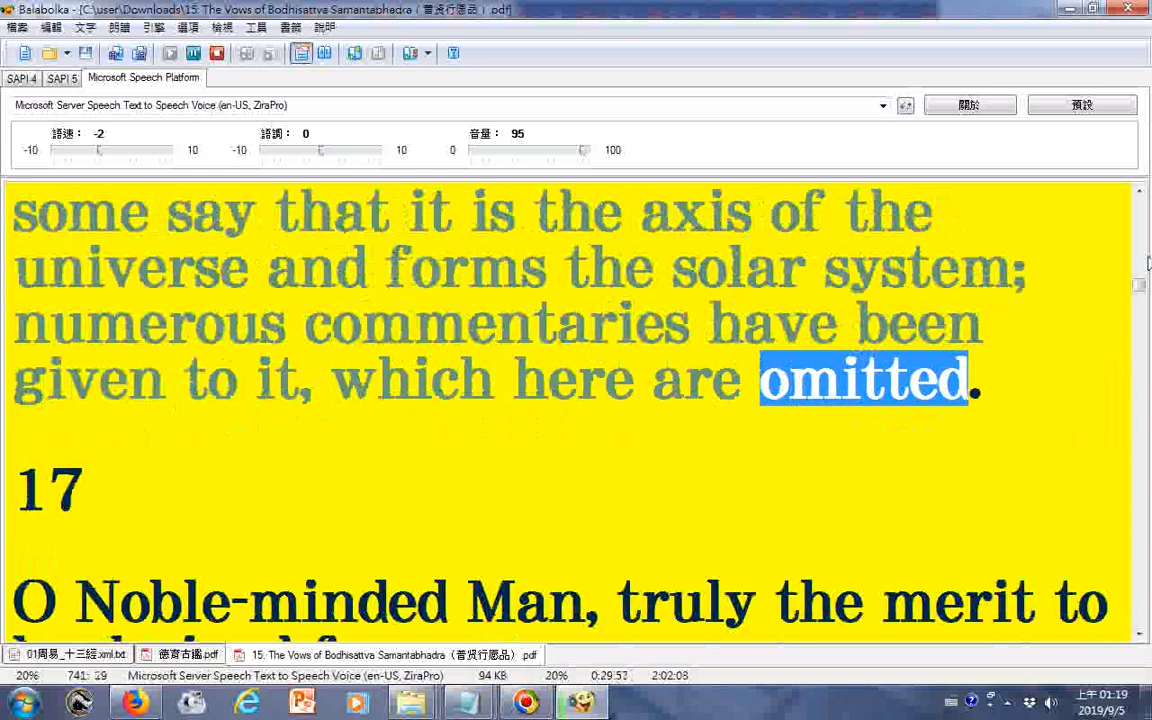 Balabolka - [C:\user\Downloads\15. The Vows of Bodhisattva Samantabhadra (普賢行愿品) .pdf]
檔案 編輯 文字 朗讀 引擎 選項 檢視 工具 書籤 說明
SAPI 4 SAPI 5 Microsoft Speech Platform
Microsoft Server Speech Text to Speech Voice (en-US, ZiraPro) 關於 預設
語速： -2 語調： 0 音量： 95
-10 10 -10 10 0 100
some say that it is the axis of the
universe and forms the solar system;
numerous commentaries have been
given to it, which here are omitted.
17
O Noble-minded Man, truly the merit to
01周易_十三經.xml.txt 德育古鑑.pdf 15. The Vows of Bodhisattva Samantabhadra (普賢行愿品) .pdf
20% 741: 29 Microsoft Server Speech Text to Speech Voice (en-US, ZiraPro) 94 KB 20% 0:29:53 2:02:08
上午 01:19
2019/9/5